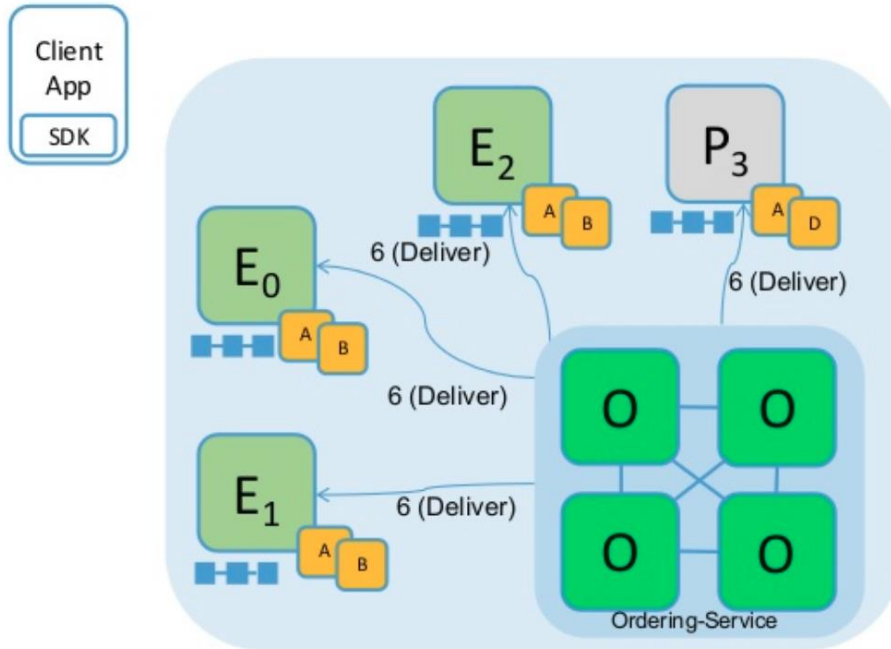 Client
App
SDK
E2
A
B
P3
A
D
6 (Deliver)
6 (Deliver)
E0
A
B
6 (Deliver)
O
O
E1
A
B
6 (Deliver)
O
O
Ordering-Service